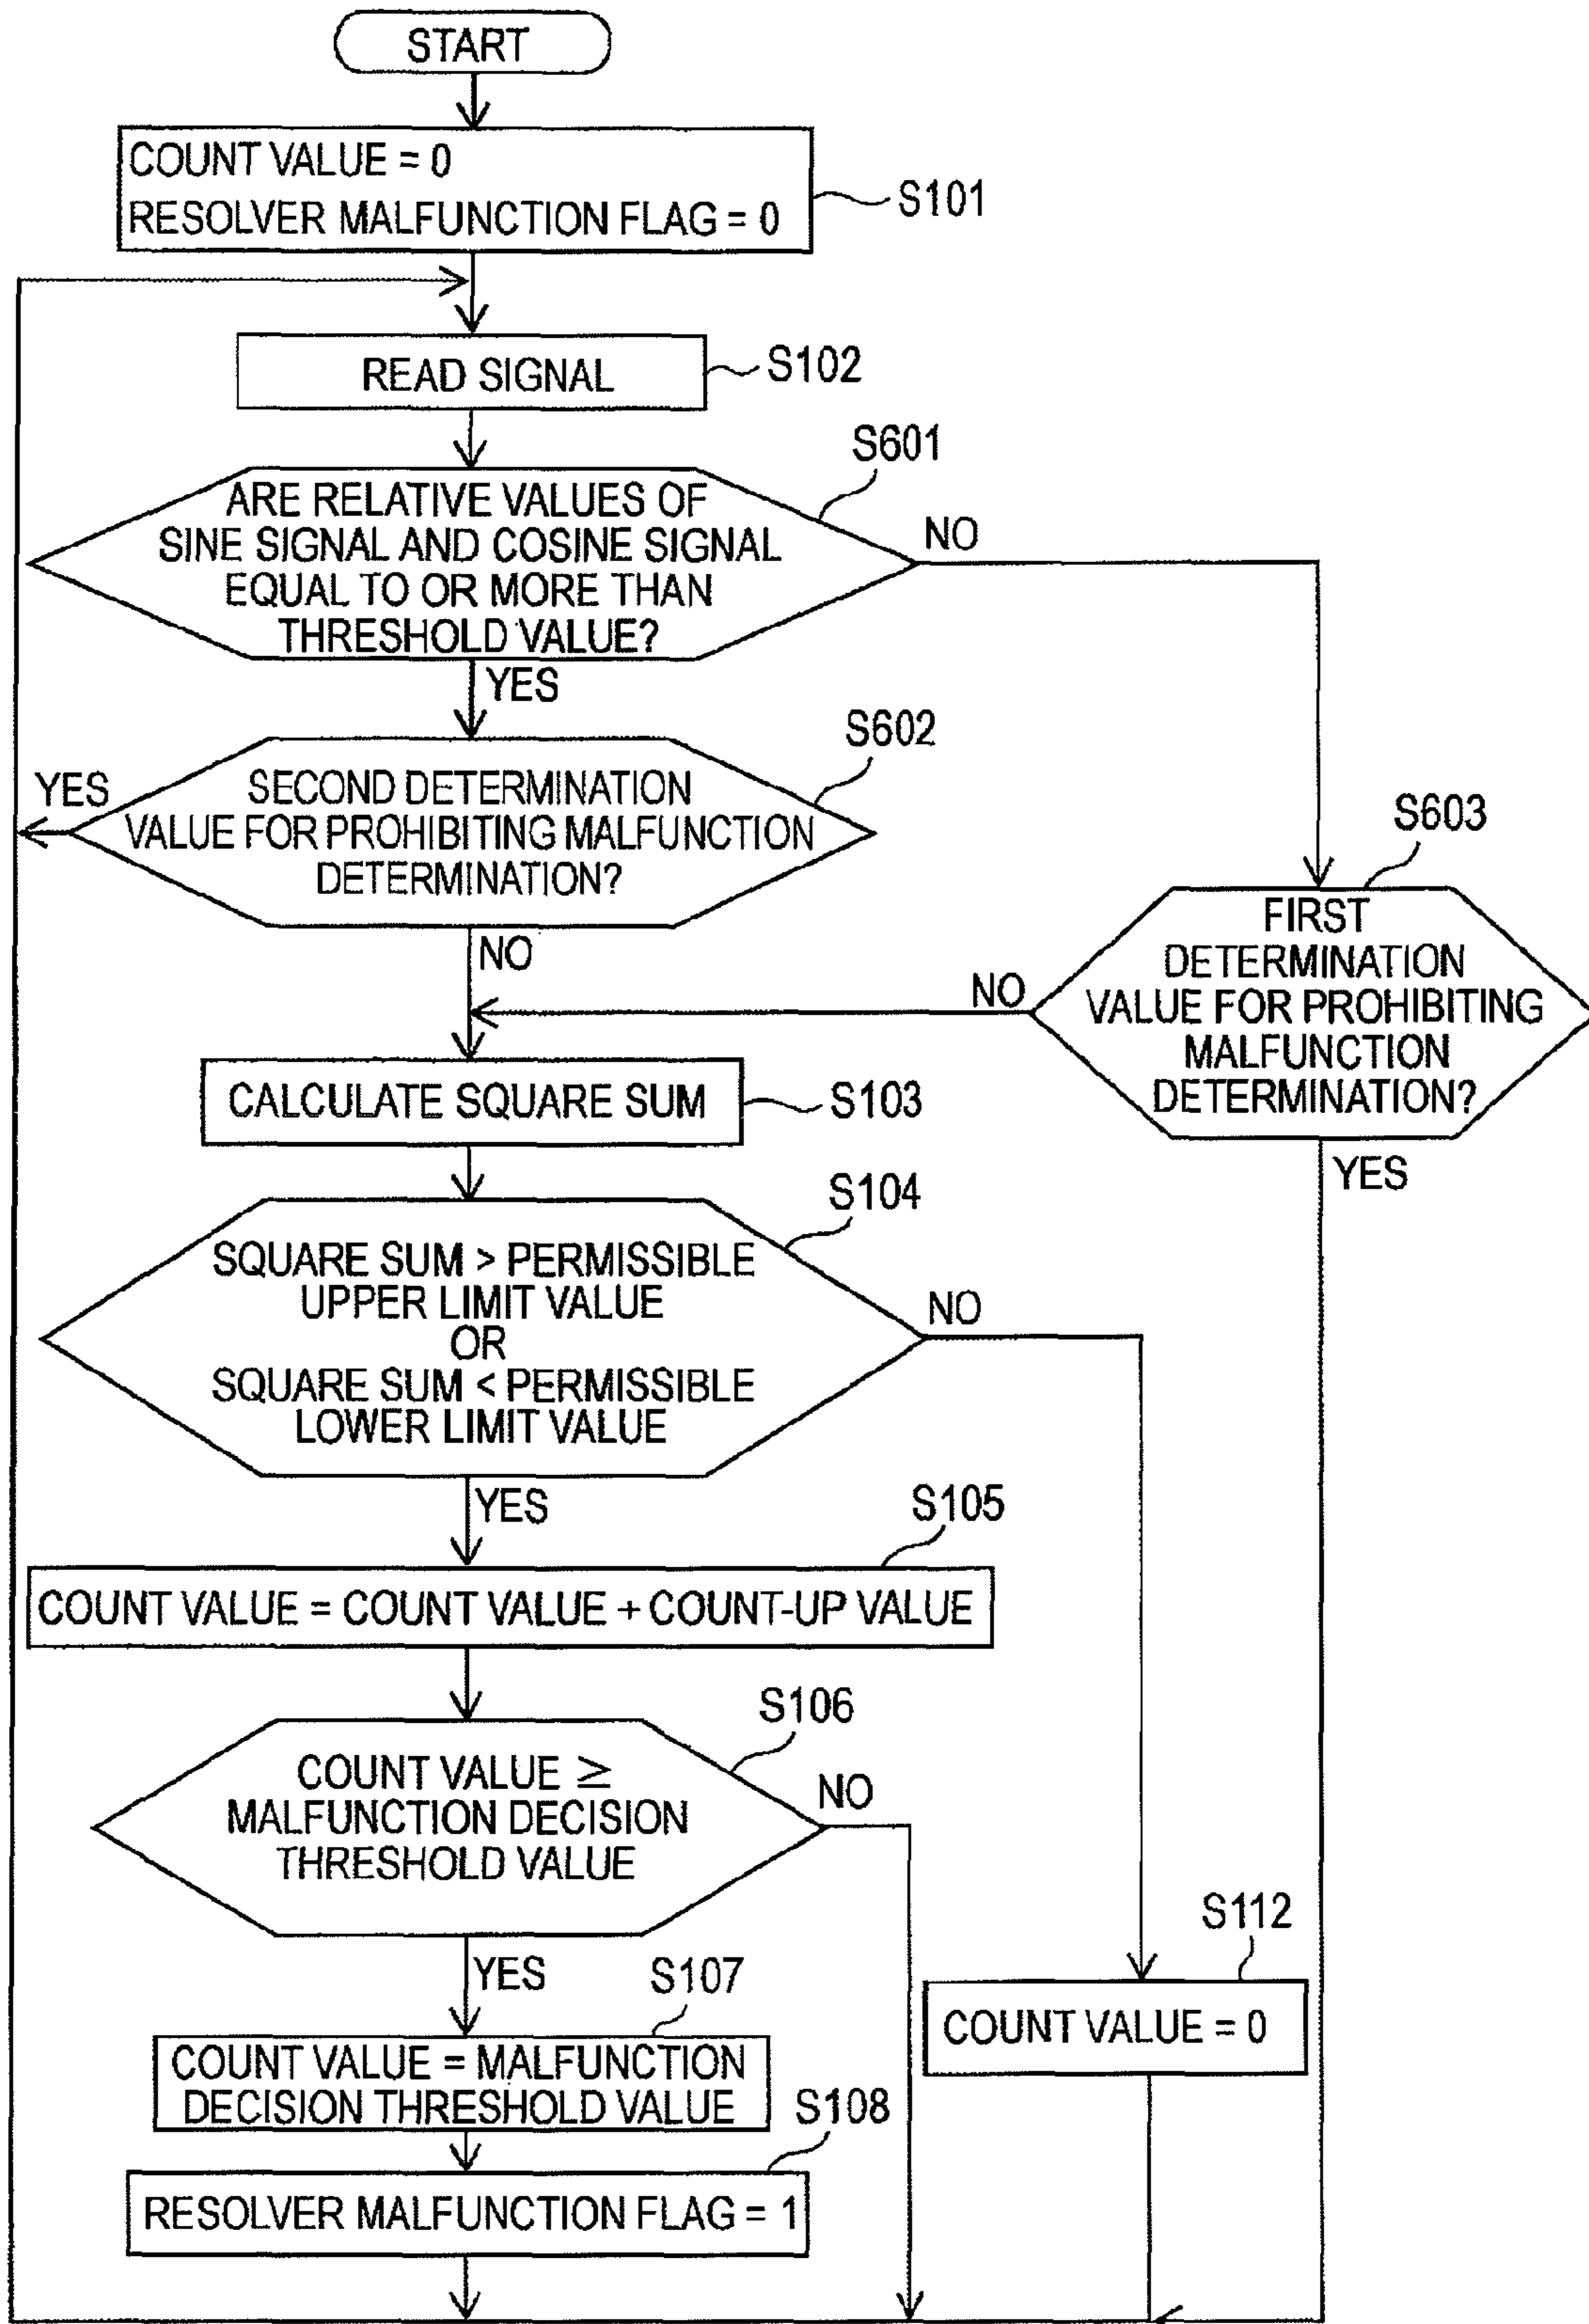 START
COUNT VALUE = 0
RESOLVER MALFUNCTION FLAG = 0
S101
READ SIGNAL
S102
S601
ARE RELATIVE VALUES OF
SINE SIGNAL AND COSINE SIGNAL
EQUAL TO OR MORE THAN
THRESHOLD VALUE?
NO
YES
S602
YES
SECOND DETERMINATION
VALUE FOR PROHIBITING MALFUNCTION
DETERMINATION?
NO
S603
FIRST
DETERMINATION
VALUE FOR PROHIBITING
MALFUNCTION
DETERMINATION?
NO
YES
CALCULATE SQUARE SUM
S103
S104
SQUARE SUM > PERMISSIBLE
UPPER LIMIT VALUE
OR
SQUARE SUM < PERMISSIBLE
LOWER LIMIT VALUE
NO
YES
S105
COUNT VALUE = COUNT VALUE + COUNT-UP VALUE
S106
COUNT VALUE ≥
MALFUNCTION DECISION
THRESHOLD VALUE
NO
YES
S107
COUNT VALUE = MALFUNCTION
DECISION THRESHOLD VALUE
S112
COUNT VALUE = 0
S108
RESOLVER MALFUNCTION FLAG = 1